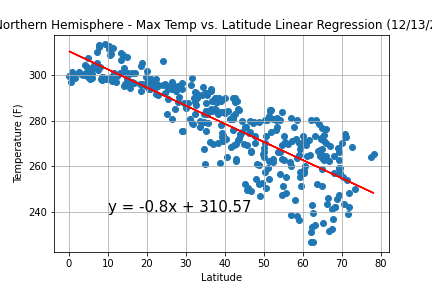 Northern Hemisphere - Max Temp vs. Latitude Linear Regression (12/13/2
300
280
260
240
Temperature (F)
y = -0.8x + 310.57
0 10 20 30 40 50 60 70 80
Latitude